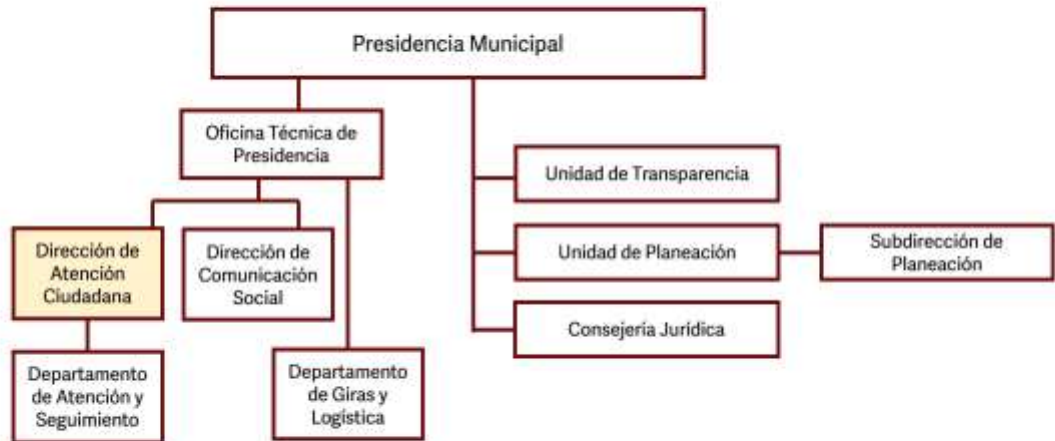 Presidencia Municipal
Oficina Técnica de
Presidencia
Unidad de Transparencia
Dirección de
Atención
Ciudadana
Dirección de
Comunicación
Social
Unidad de Planeación
Subdirección de
Planeación
Consejería Jurídica
Departamento
de Atención y
Seguimiento
Departamento
de Giras y
Logística